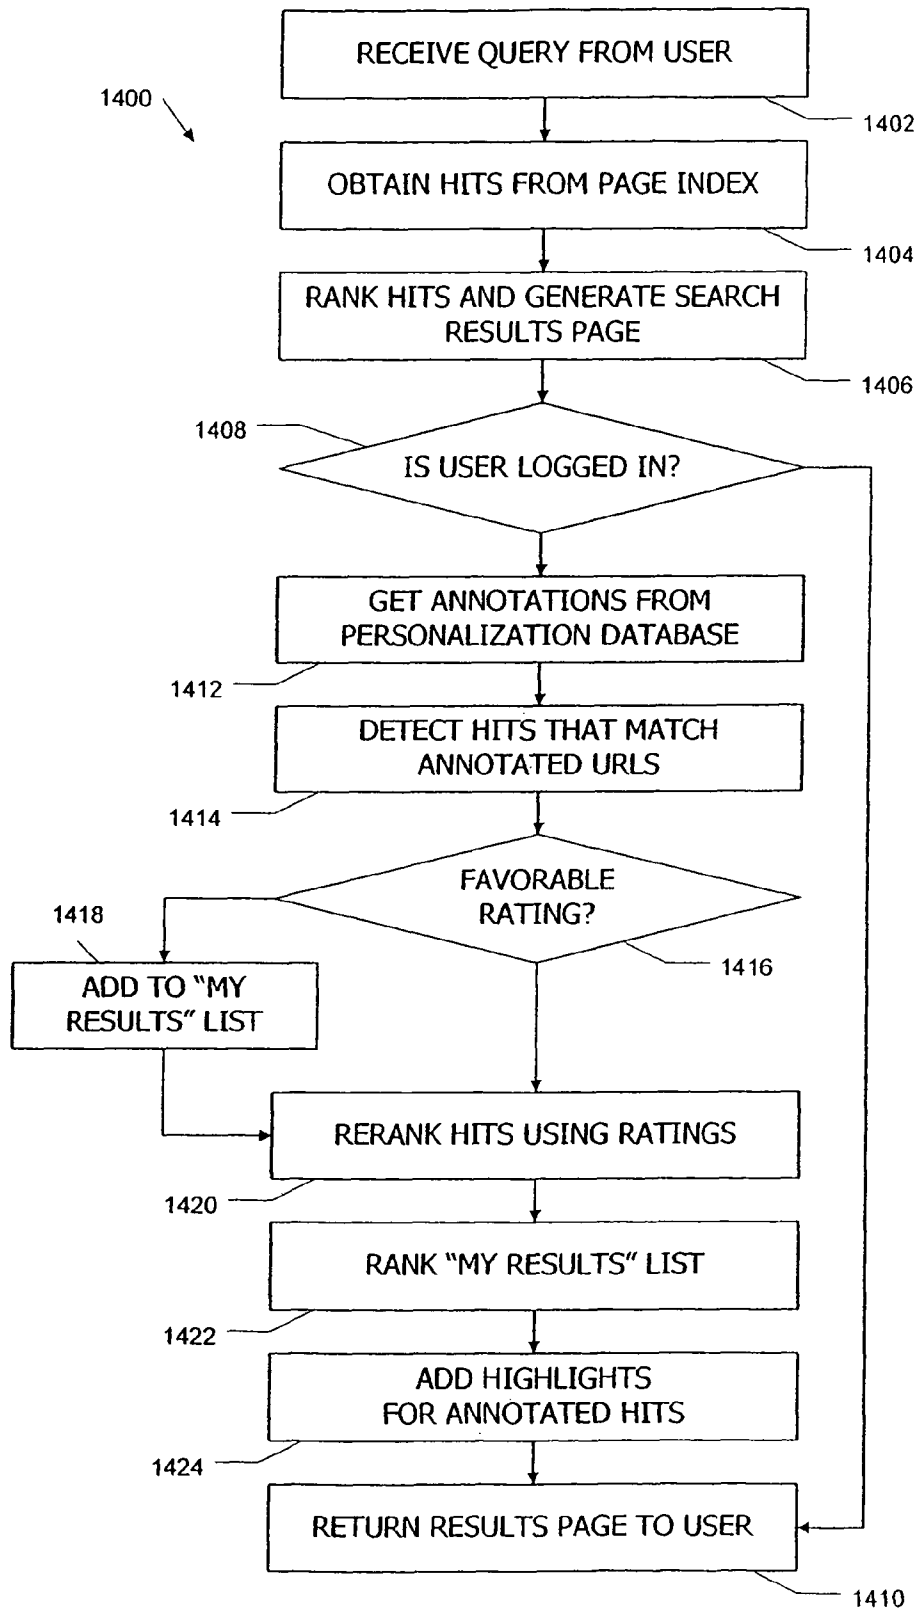 RECEIVE QUERY FROM USER
1400
1402
OBTAIN HITS FROM PAGE INDEX
1404
RANK HITS AND GENERATE SEARCH
RESULTS PAGE
1406
1408
IS USER LOGGED IN?
GET ANNOTATIONS FROM
PERSONALIZATION DATABASE
1412
DETECT HITS THAT MATCH
ANNOTATED URLS
1414
FAVORABLE
RATING?
1416
1418
ADD TO "MY
RESULTS" LIST
RERANK HITS USING RATINGS
1420
RANK "MY RESULTS" LIST
1422
ADD HIGHLIGHTS
FOR ANNOTATED HITS
1424
RETURN RESULTS PAGE TO USER
1410